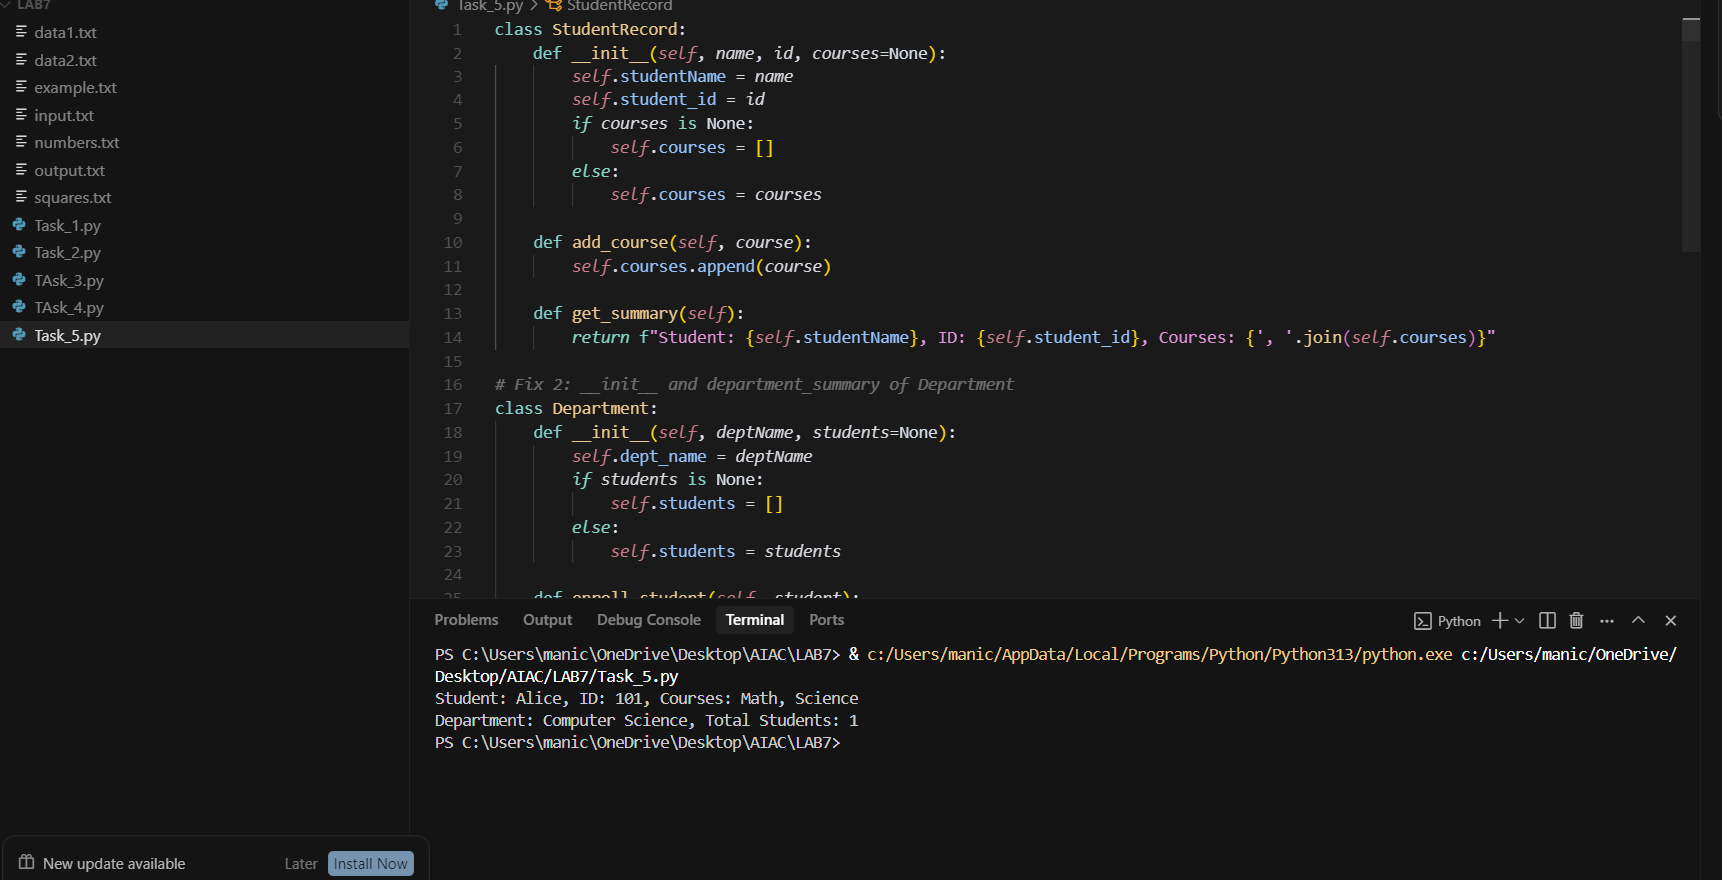 LAB7
data1.txt
data2.txt
example.txt
input.txt
numbers.txt
output.txt
squares.txt
Task_1.py
Task_2.py
TAsk_3.py
TAsk_4.py
Task_5.py
New update available Later Install Now
Task_5.py > StudentRecord
1 class StudentRecord:
2     def __init__(self, name, id, courses=None):
3         self.studentName = name
4         self.student_id = id
5         if courses is None:
6             self.courses = []
7         else:
8             self.courses = courses
9
10     def add_course(self, course):
11         self.courses.append(course)
12
13     def get_summary(self):
14         return f"Student: {self.studentName}, ID: {self.student_id}, Courses: {', '.join(self.courses)}"
15
16 # Fix 2: __init__ and department_summary of Department
17 class Department:
18     def __init__(self, deptName, students=None):
19         self.dept_name = deptName
20         if students is None:
21             self.students = []
22         else:
23             self.students = students
24
25     def enroll_student(self, student):
Problems Output Debug Console Terminal Ports Python
PS C:\Users\manic\OneDrive\Desktop\AIAC\LAB7> & c:/Users/manic/AppData/Local/Programs/Python/Python313/python.exe c:/Users/manic/OneDrive/
Desktop/AIAC/LAB7/Task_5.py
Student: Alice, ID: 101, Courses: Math, Science
Department: Computer Science, Total Students: 1
PS C:\Users\manic\OneDrive\Desktop\AIAC\LAB7>